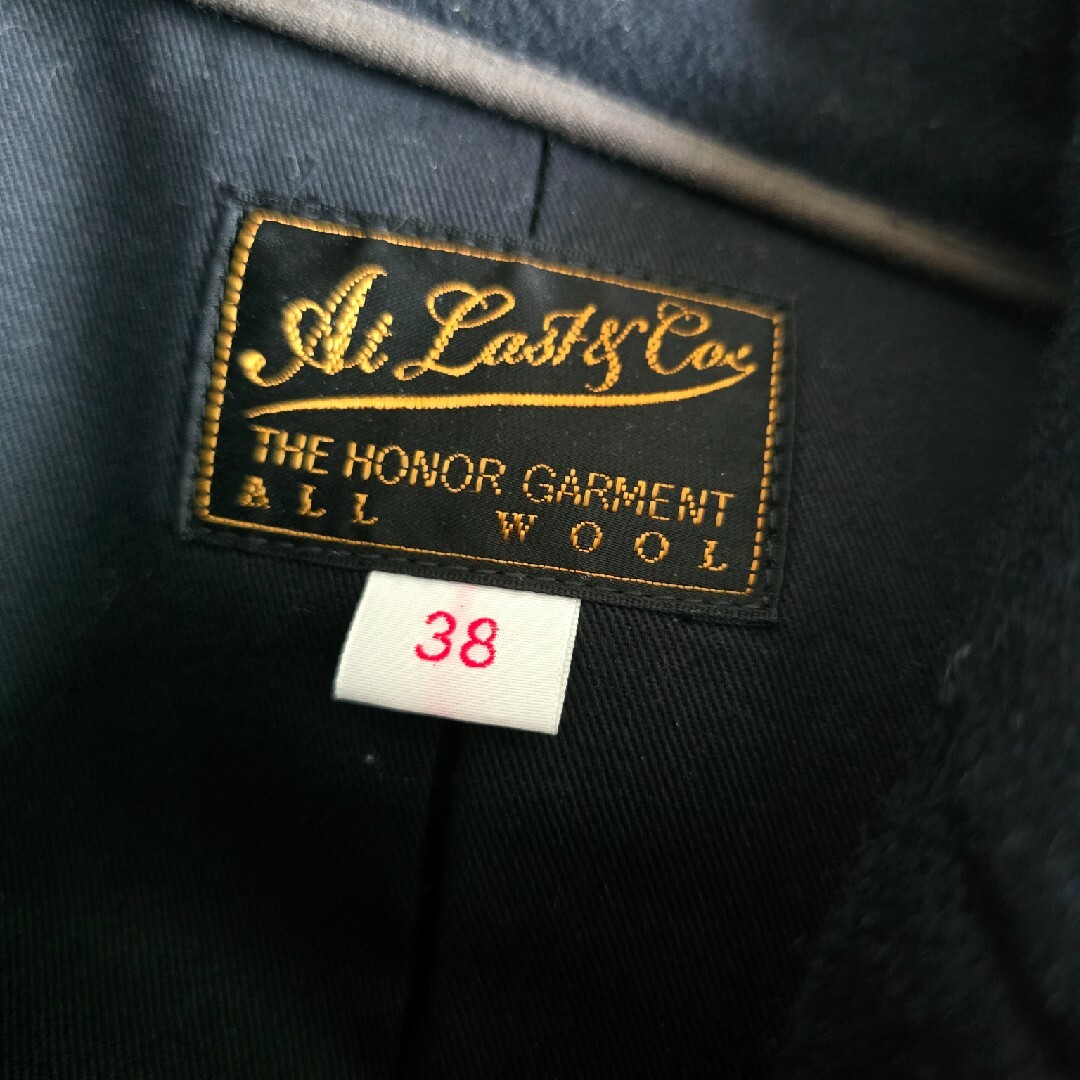 At Last & Co.
THE HONOR GARMENT
ALL WOOL
38